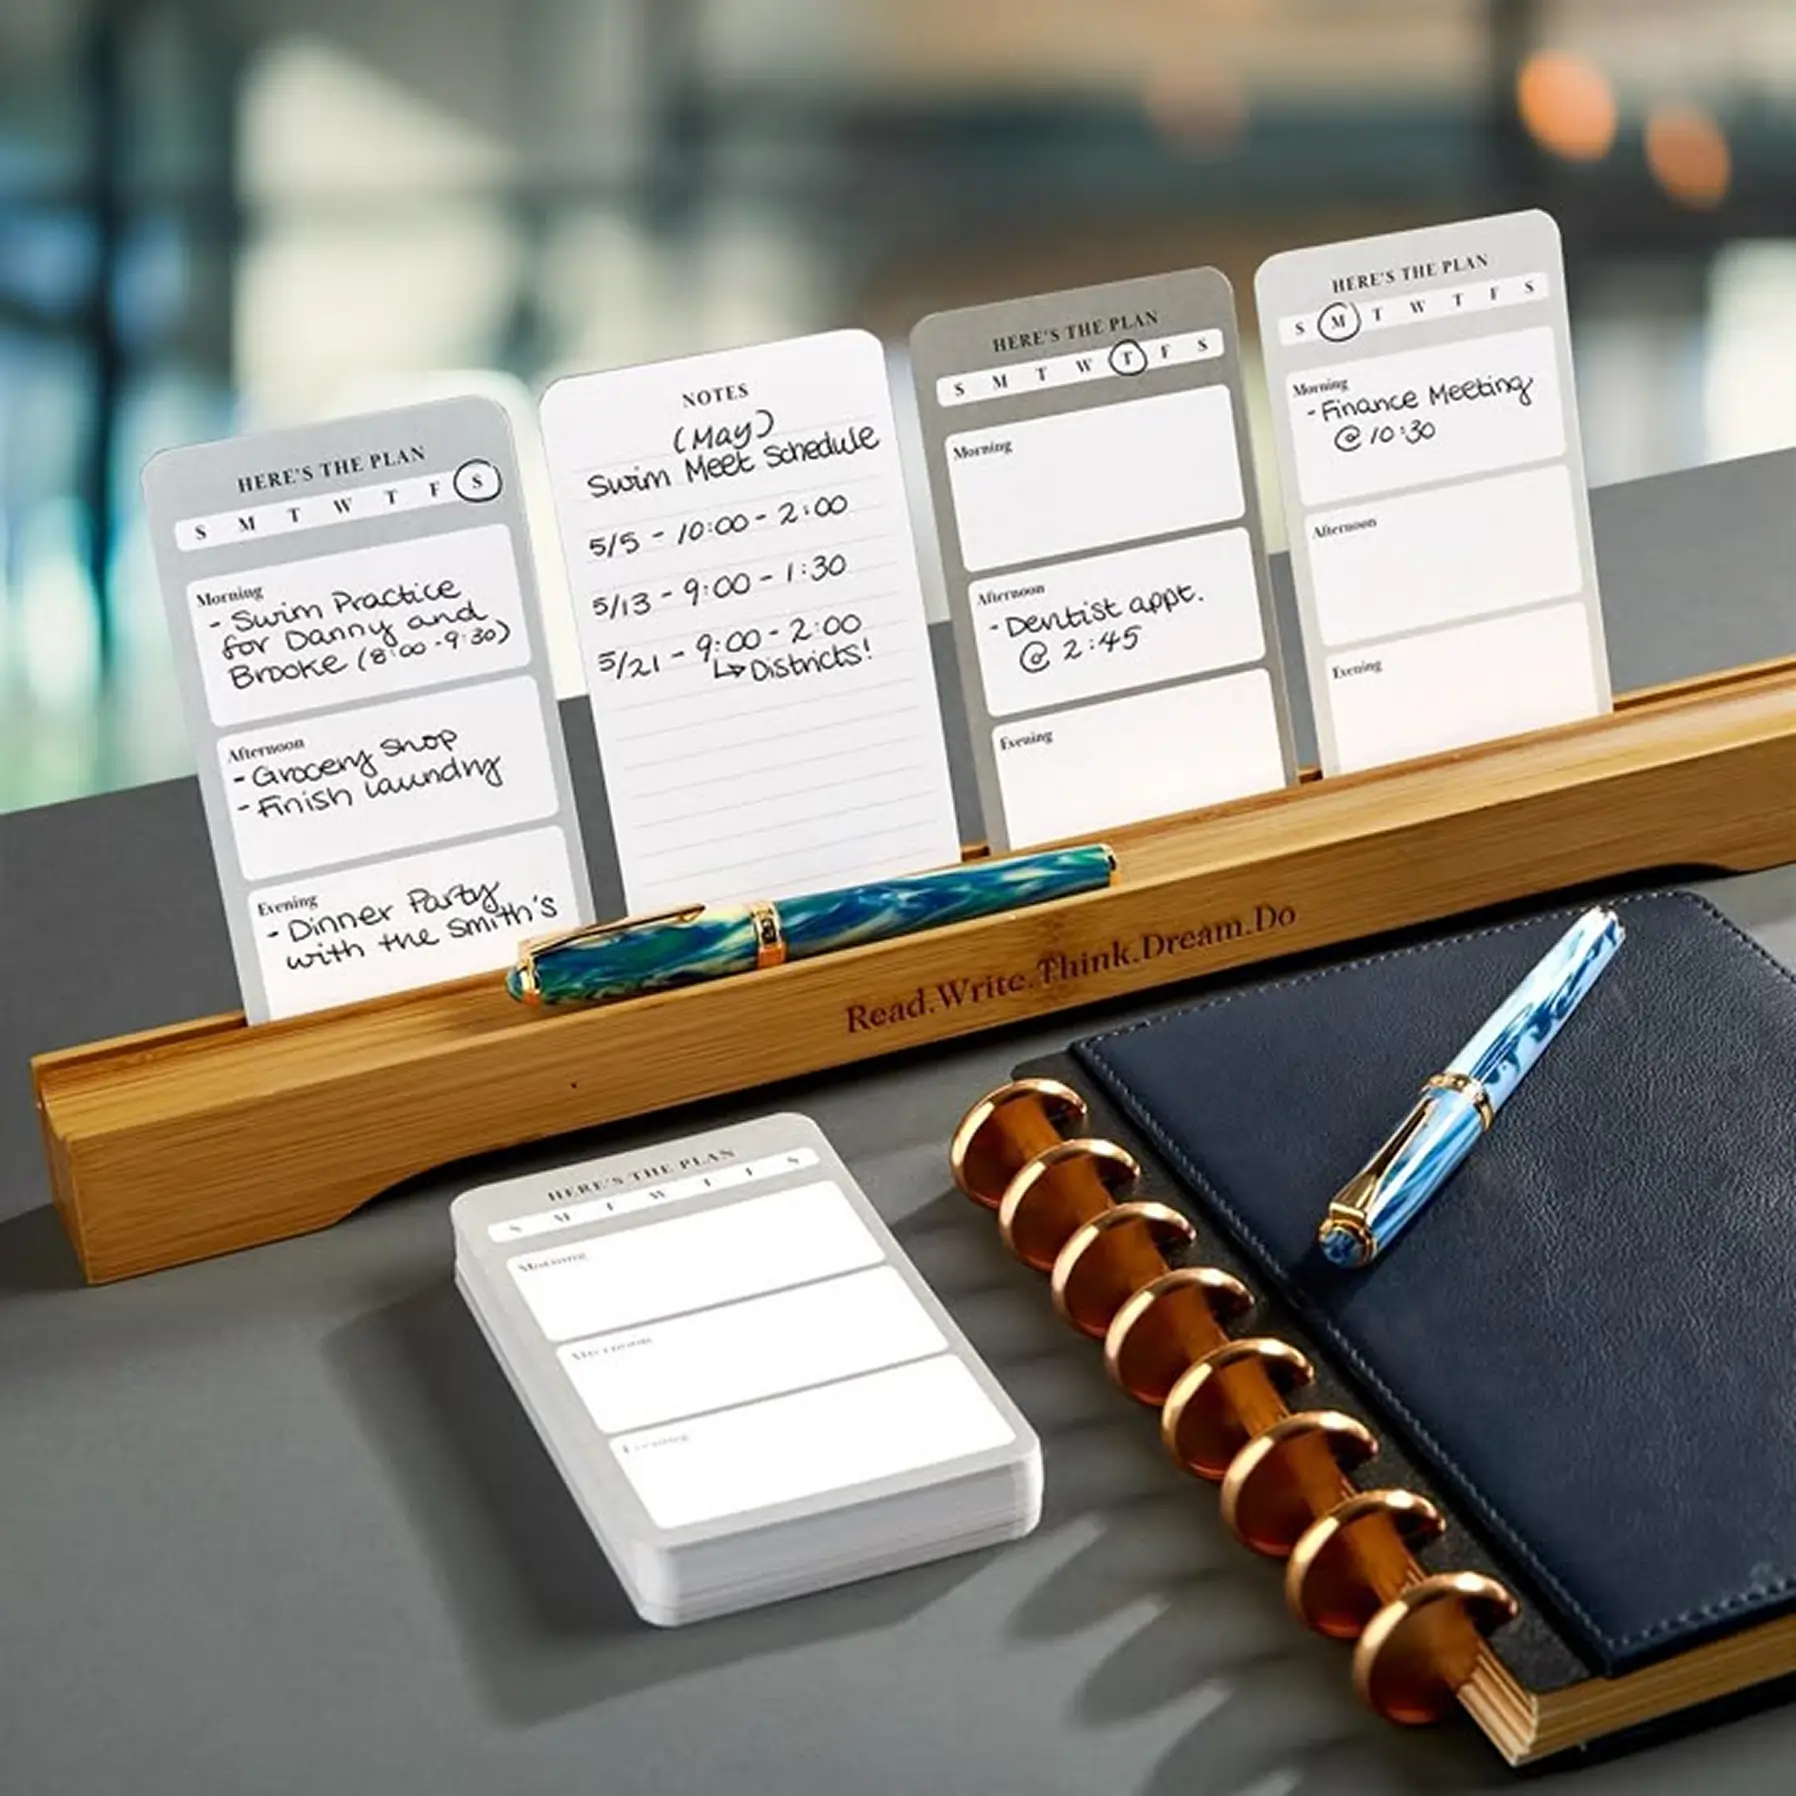 HERE'S THE PLAN
S M T W T F S
Morning
- Swim Practice
for Danny and
Brooke (8:00-9:30)
Afternoon
- Grocery Shop
- Finish laundry
Evening
- Dinner Party
with the Smith's
NOTES
(May)
Swim Meet Schedule
5/5 - 10:00 - 2:00
5/13 - 9:00 - 1:30
5/21 - 9:00 - 2:00
↳ Districts!
HERE'S THE PLAN
S M T W T F S
Morning
Afternoon
- Dentist appt.
@ 2:45
Evening
HERE'S THE PLAN
S M T W T F S
Morning
- Finance Meeting
@ 10:30
Afternoon
Evening
Read.Write.Think.Dream.Do
HERE'S THE PLAN
S M T W T F S
Morning
Afternoon
Evening